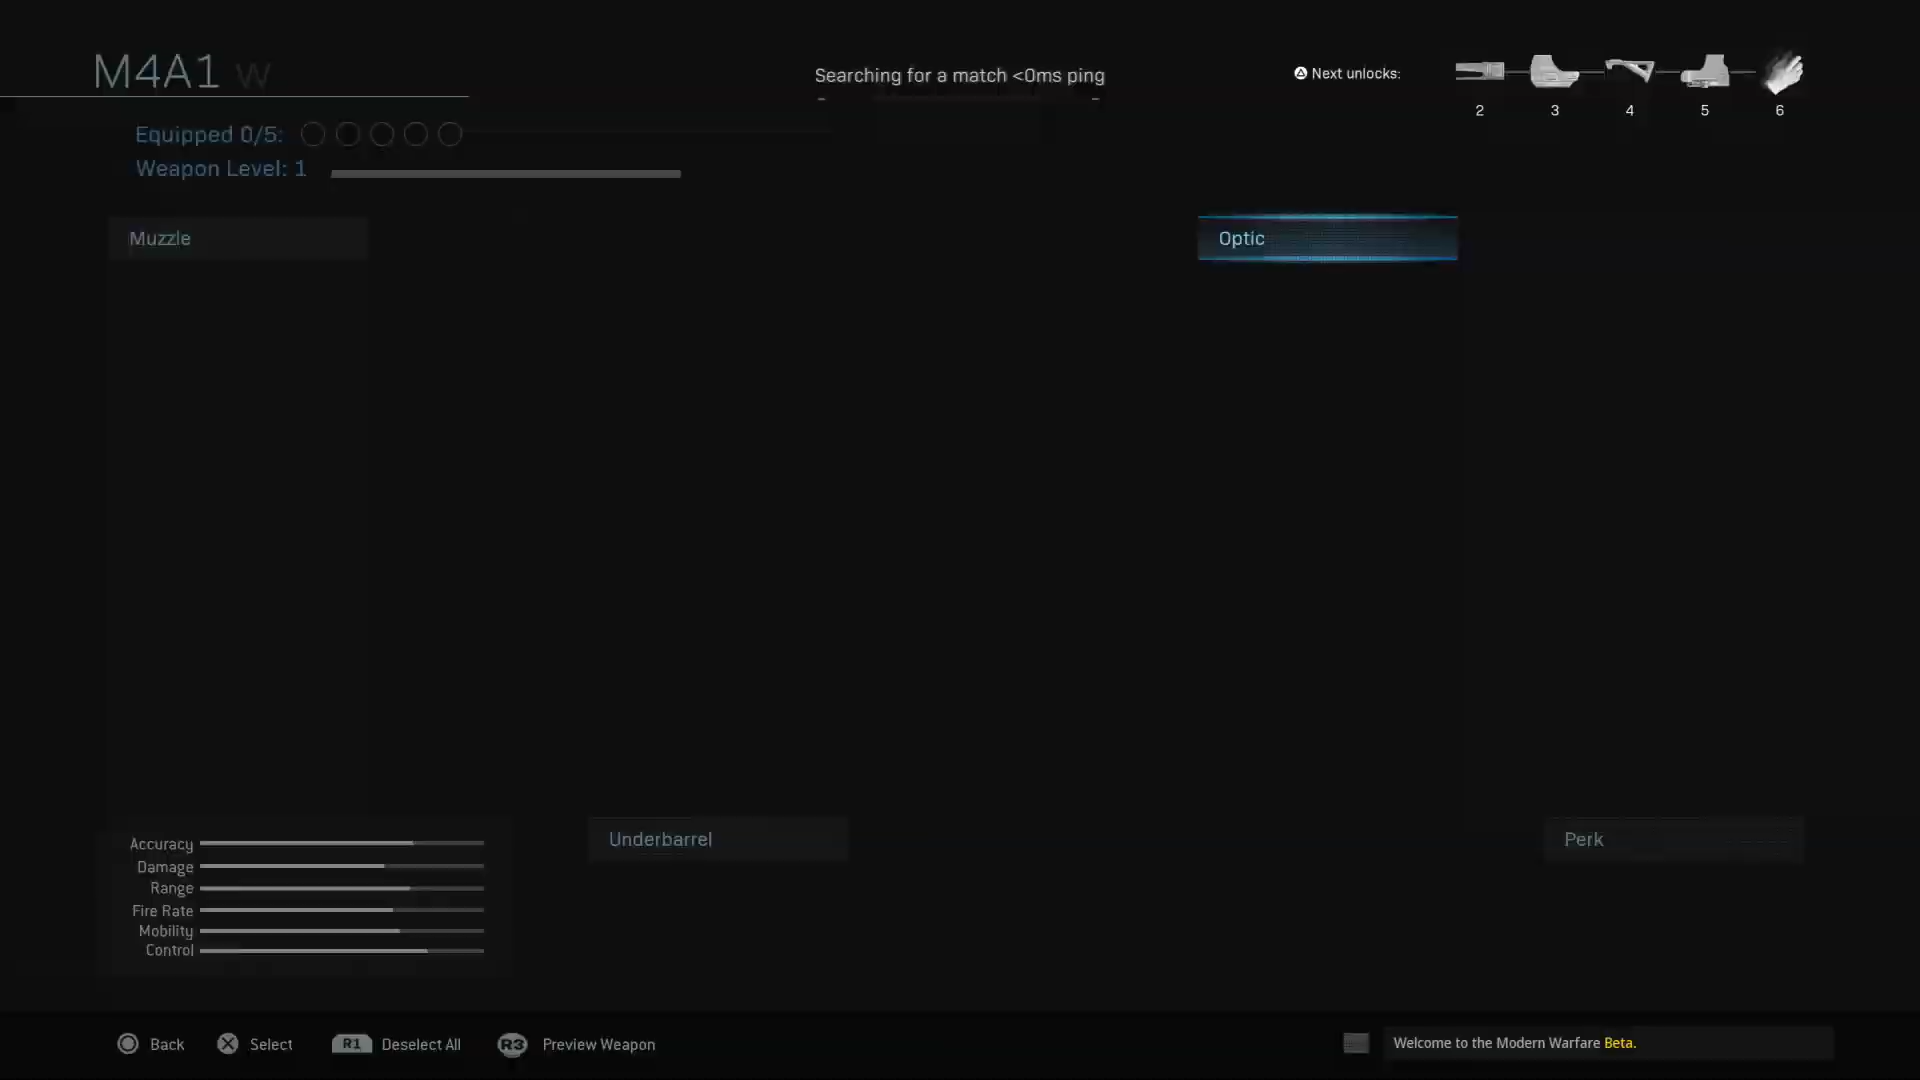 M4A1 W
Searching for a match <0ms ping
Next unlocks:
2 3 4 5 6
Equipped 0/5:
Weapon Level: 1
Muzzle
Optic
Underbarrel
Perk
Accuracy
Damage
Range
Fire Rate
Mobility
Control
Back Select R1 Deselect All R3 Preview Weapon
Welcome to the Modern Warfare Beta.